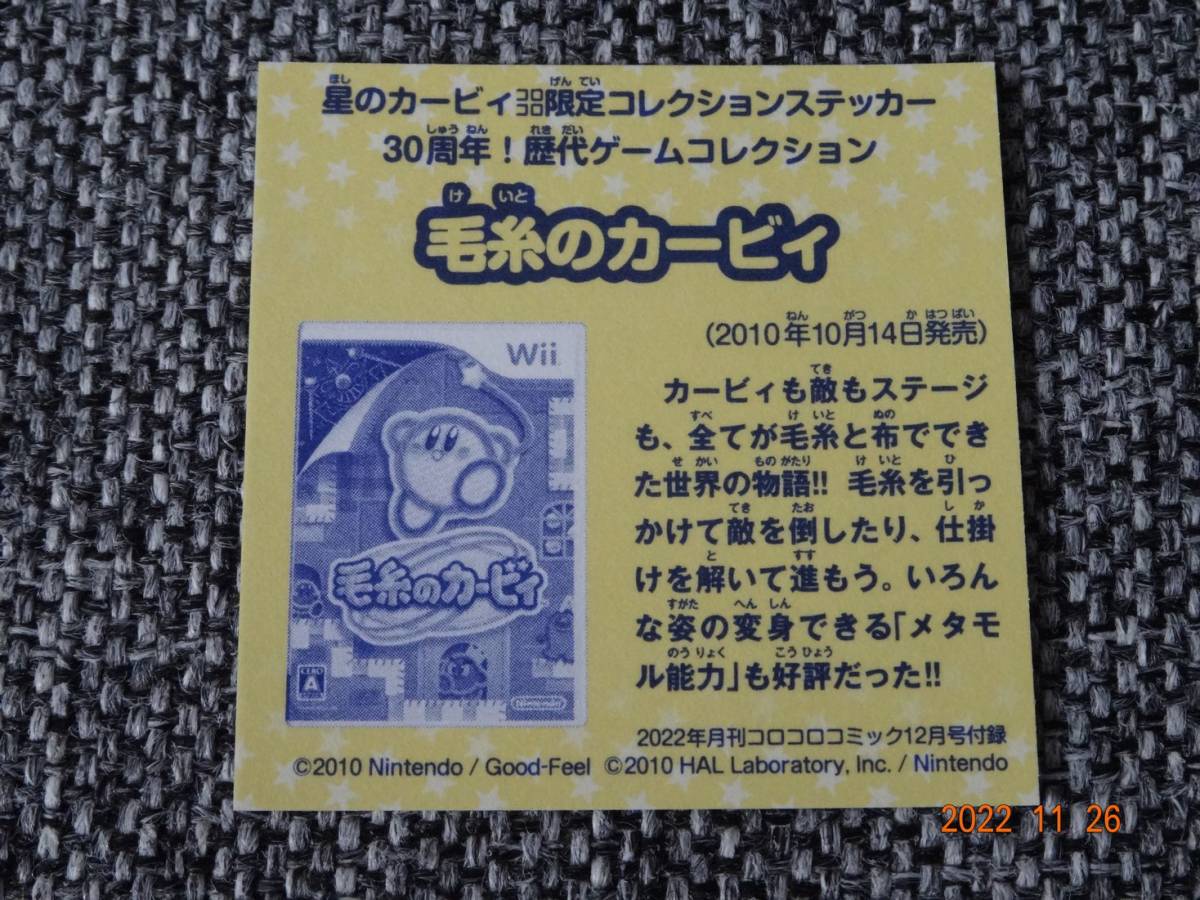 星のカービィコロコロ限定コレクションステッカー
30周年！歴代ゲームコレクション
毛糸のカービィ
(2010年10月14日発売)
カービィも敵もステージ
も、全てが毛糸と布ででき
た世界の物語!! 毛糸を引っ
かけて敵を倒したり、仕掛
けを解いて進もう。いろん
な姿の変身できる「メタモ
ル能力」も好評だった!!
Wii
毛糸のカービィ
CERO
A
Nintendo
2022年月刊コロコロコミック12月号付録
©2010 Nintendo / Good-Feel ©2010 HAL Laboratory, Inc. / Nintendo
2022 11 26